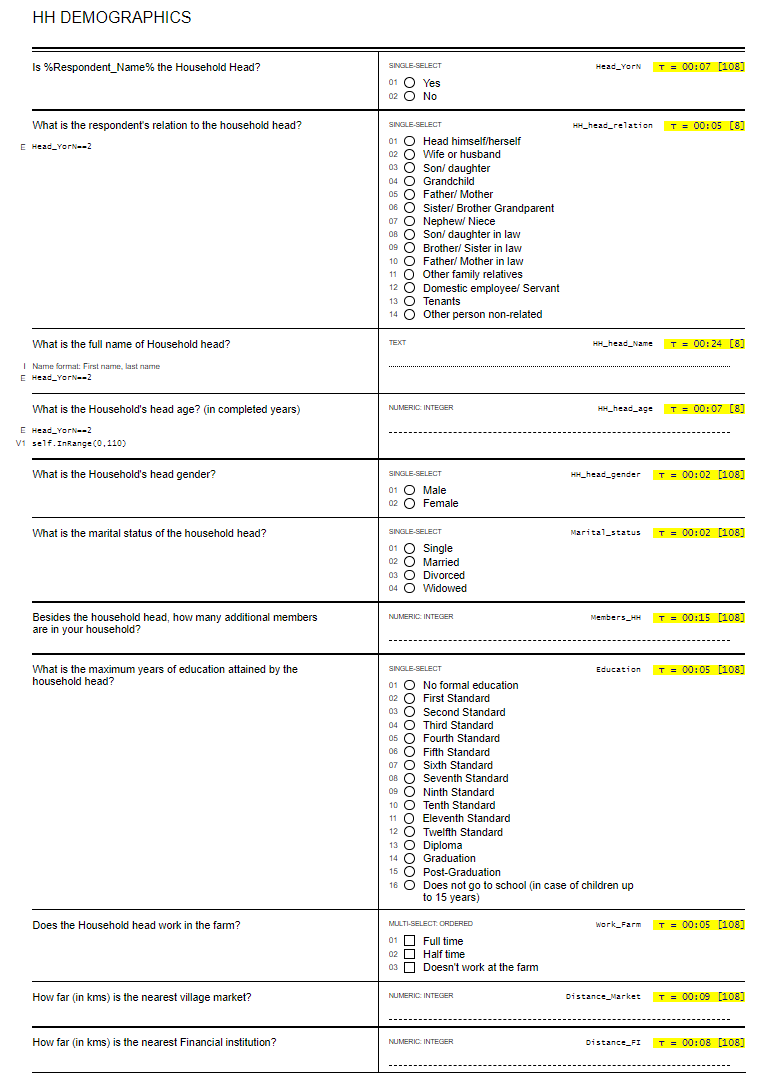 HH DEMOGRAPHICS
Is %Respondent_Name% the Household Head?
SINGLE-SELECT Head_YorN τ = 00:07 [108]
01 Yes
02 No
What is the respondent's relation to the household head?
E Head_YorN==2
SINGLE-SELECT HH_head_relation τ = 00:05 [8]
01 Head himself/herself
02 Wife or husband
03 Son/ daughter
04 Grandchild
05 Father/ Mother
06 Sister/ Brother Grandparent
07 Nephew/ Niece
08 Son/ daughter in law
09 Brother/ Sister in law
10 Father/ Mother in law
11 Other family relatives
12 Domestic employee/ Servant
13 Tenants
14 Other person non-related
What is the full name of Household head?
I Name format: First name, last name
E Head_YorN==2
TEXT HH_head_Name τ = 00:24 [8]
What is the Household's head age? (in completed years)
E Head_YorN==2
V1 self.InRange(0,110)
NUMERIC: INTEGER HH_head_age τ = 00:07 [8]
What is the Household's head gender?
SINGLE-SELECT HH_head_gender τ = 00:02 [108]
01 Male
02 Female
What is the marital status of the household head?
SINGLE-SELECT Marital_status τ = 00:02 [108]
01 Single
02 Married
03 Divorced
04 Widowed
Besides the household head, how many additional members
are in your household?
NUMERIC: INTEGER Members_HH τ = 00:15 [108]
What is the maximum years of education attained by the
household head?
SINGLE-SELECT Education τ = 00:05 [108]
01 No formal education
02 First Standard
03 Second Standard
04 Third Standard
05 Fourth Standard
06 Fifth Standard
07 Sixth Standard
08 Seventh Standard
09 Ninth Standard
10 Tenth Standard
11 Eleventh Standard
12 Twelfth Standard
13 Diploma
14 Graduation
15 Post-Graduation
16 Does not go to school (in case of children up
to 15 years)
Does the Household head work in the farm?
MULTI-SELECT: ORDERED Work_Farm τ = 00:05 [108]
01 Full time
02 Half time
03 Doesn't work at the farm
How far (in kms) is the nearest village market?
NUMERIC: INTEGER Distance_Market τ = 00:09 [108]
How far (in kms) is the nearest Financial institution?
NUMERIC: INTEGER Distance_FI τ = 00:08 [108]